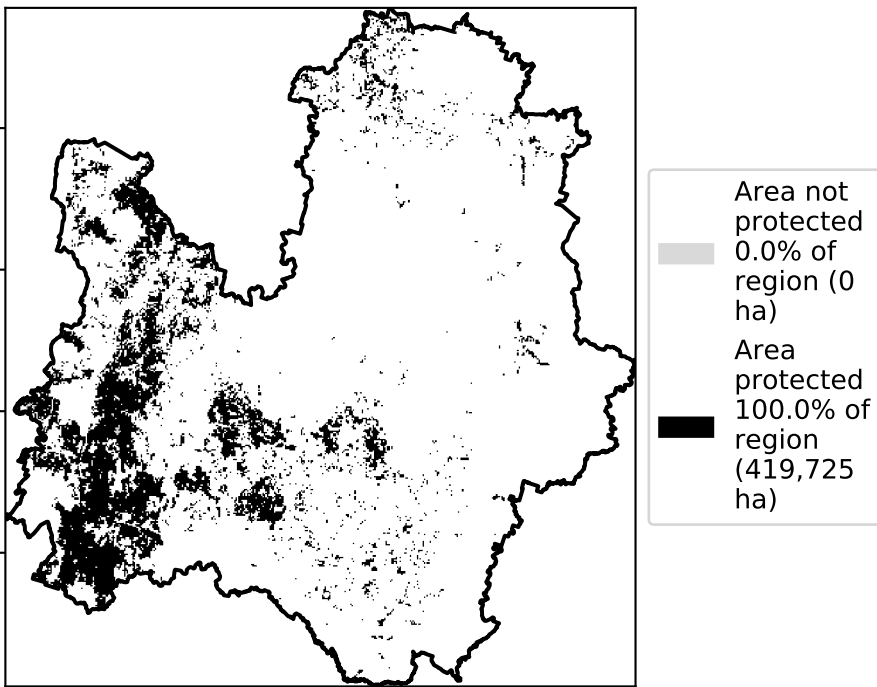 Area not
protected
0.0% of
region (0
ha)
Area
protected
100.0% of
region
(419,725
ha)